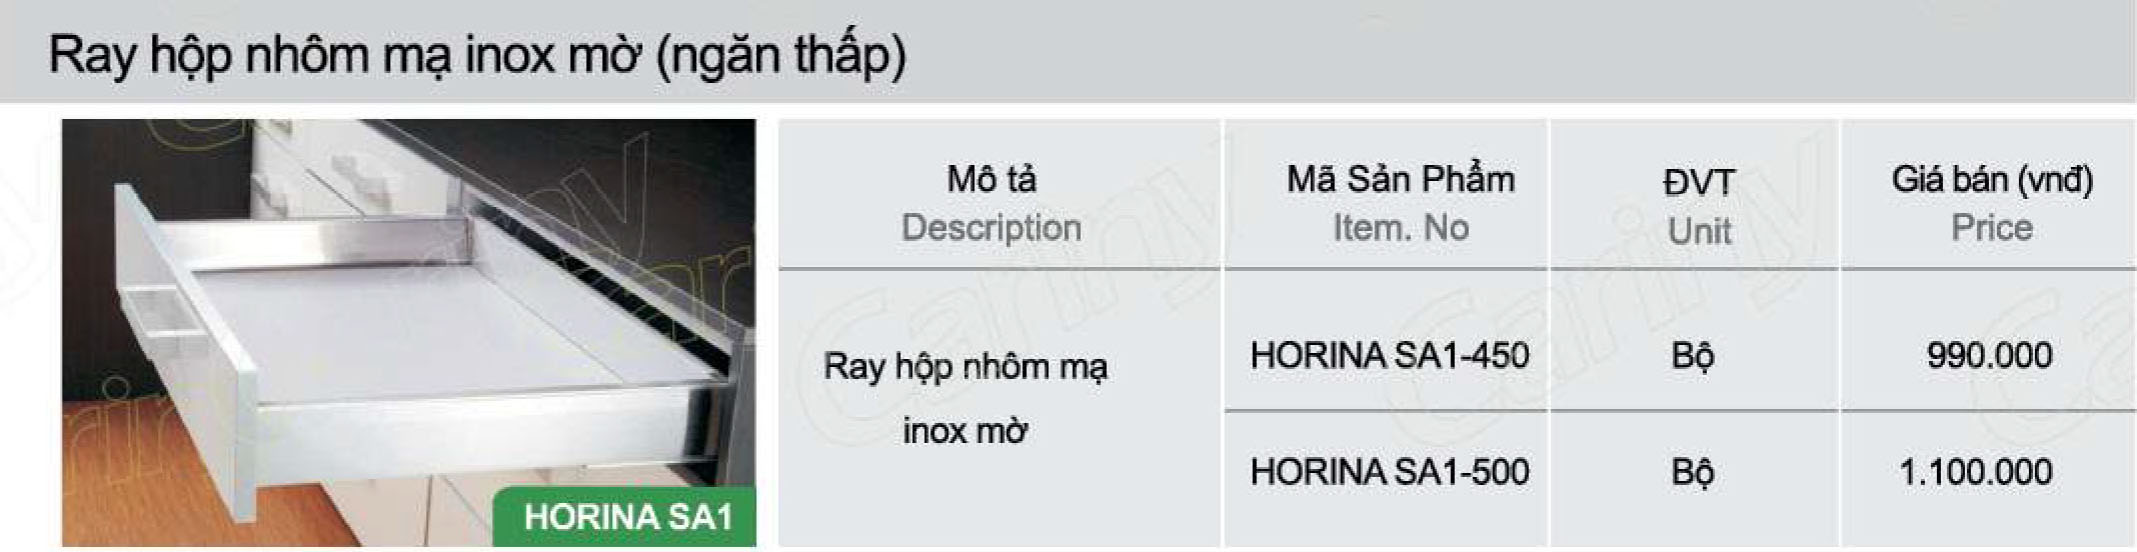 Ray hộp nhôm mạ inox mờ (ngăn thấp)
HORINA SA1
Mô tả
Description
Mã Sản Phẩm
Item. No
ĐVT
Unit
Giá bán (vnđ)
Price
Ray hộp nhôm mạ
inox mờ
HORINA SA1-450
Bộ
990.000
HORINA SA1-500
Bộ
1.100.000
Cariny
Cariny